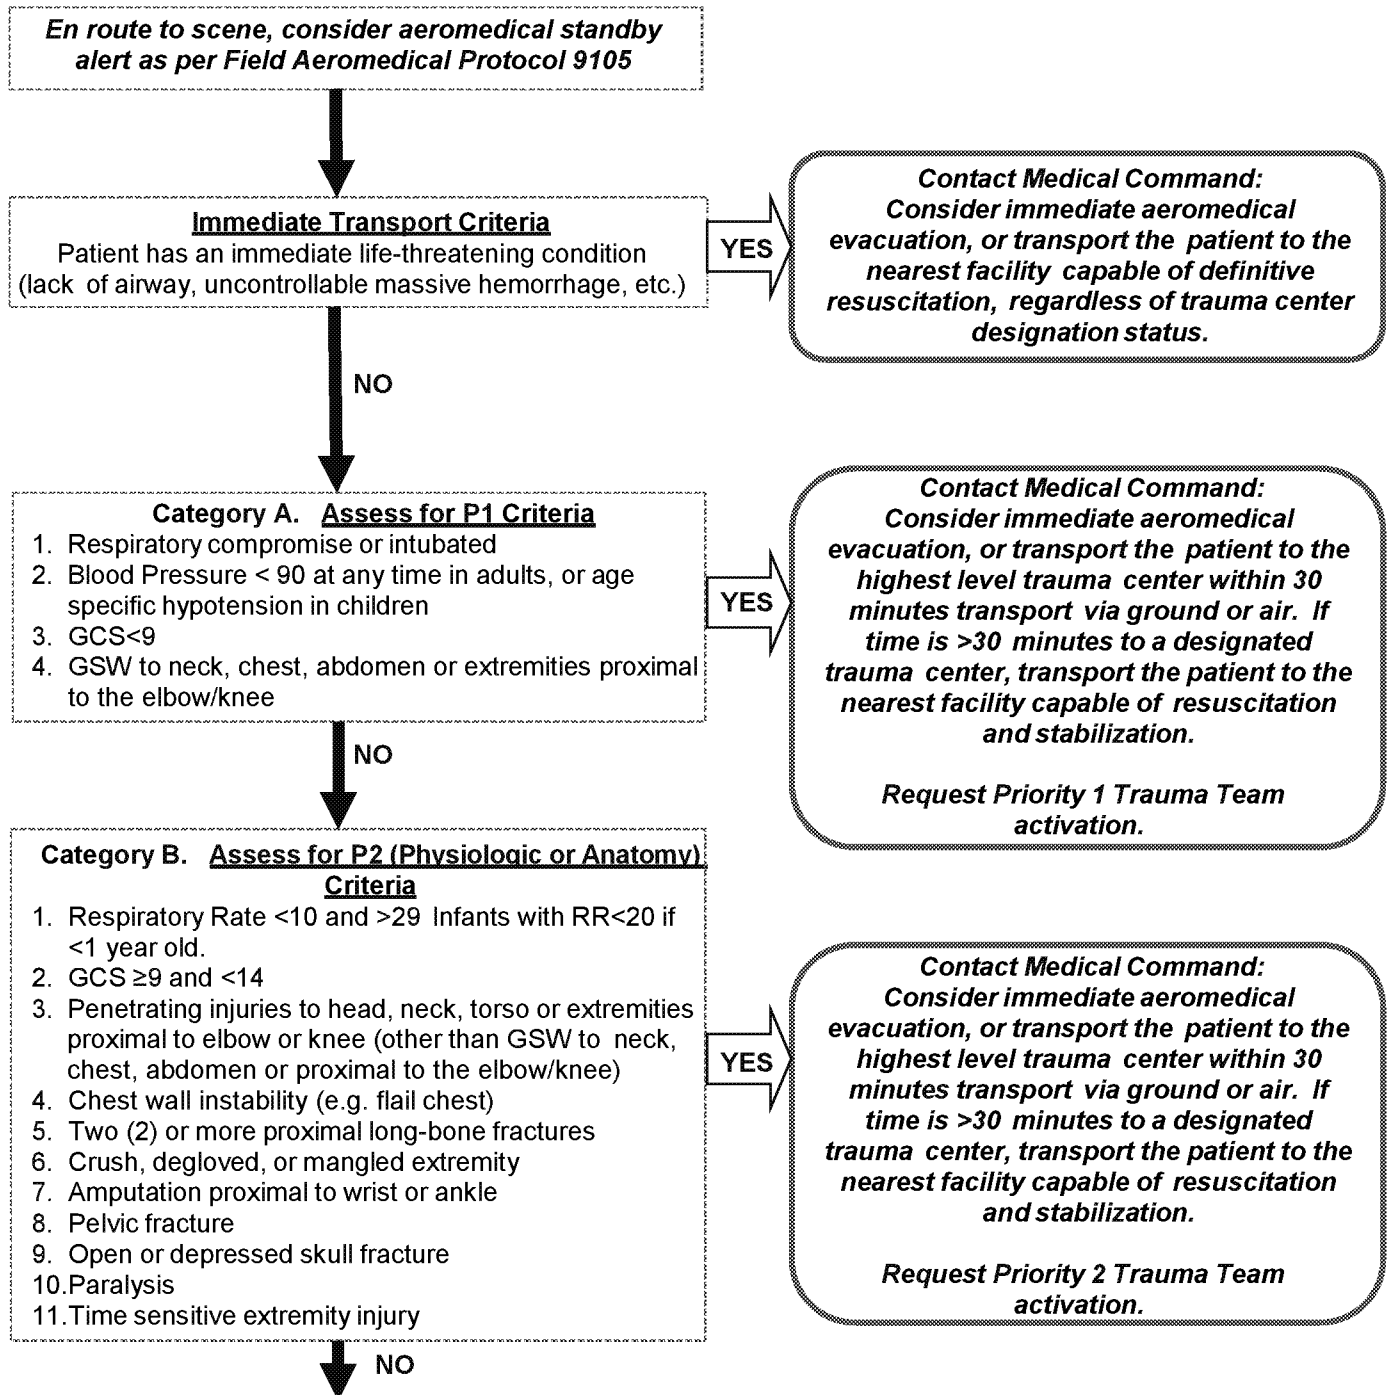 En route to scene, consider aeromedical standby
alert as per Field Aeromedical Protocol 9105
Immediate Transport Criteria
Patient has an immediate life-threatening condition
(lack of airway, uncontrollable massive hemorrhage, etc.)
YES
Contact Medical Command:
Consider immediate aeromedical
evacuation, or transport the patient to the
nearest facility capable of definitive
resuscitation, regardless of trauma center
designation status.
NO
Category A. Assess for P1 Criteria
1. Respiratory compromise or intubated
2. Blood Pressure < 90 at any time in adults, or age
specific hypotension in children
3. GCS<9
4. GSW to neck, chest, abdomen or extremities proximal
to the elbow/knee
YES
Contact Medical Command:
Consider immediate aeromedical
evacuation, or transport the patient to the
highest level trauma center within 30
minutes transport via ground or air. If
time is >30 minutes to a designated
trauma center, transport the patient to the
nearest facility capable of resuscitation
and stabilization.
Request Priority 1 Trauma Team
activation.
NO
Category B. Assess for P2 (Physiologic or Anatomy)
Criteria
1. Respiratory Rate <10 and >29 Infants with RR<20 if
<1 year old.
2. GCS ≥9 and <14
3. Penetrating injuries to head, neck, torso or extremities
proximal to elbow or knee (other than GSW to neck,
chest, abdomen or proximal to the elbow/knee)
4. Chest wall instability (e.g. flail chest)
5. Two (2) or more proximal long-bone fractures
6. Crush, degloved, or mangled extremity
7. Amputation proximal to wrist or ankle
8. Pelvic fracture
9. Open or depressed skull fracture
10.Paralysis
11.Time sensitive extremity injury
YES
Contact Medical Command:
Consider immediate aeromedical
evacuation, or transport the patient to the
highest level trauma center within 30
minutes transport via ground or air. If
time is >30 minutes to a designated
trauma center, transport the patient to the
nearest facility capable of resuscitation
and stabilization.
Request Priority 2 Trauma Team
activation.
NO